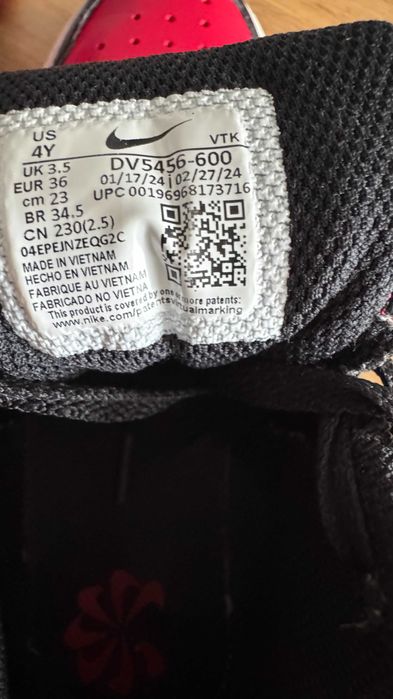 US
4Y
VTK
UK 3.5
DV5456-600
EUR 36
01/17/24 | 02/27/24
cm 23
UPC 00196968173716
BR 34.5
CN 230(2.5)
04EPEJNZEQG2C
MADE IN VIETNAM
HECHO EN VIETNAM
FABRIQUE AU VIETNAM
FABRICADO NO VIETNA
This product is covered by one more patents:
www.nike.com/patentsvirtualmarking